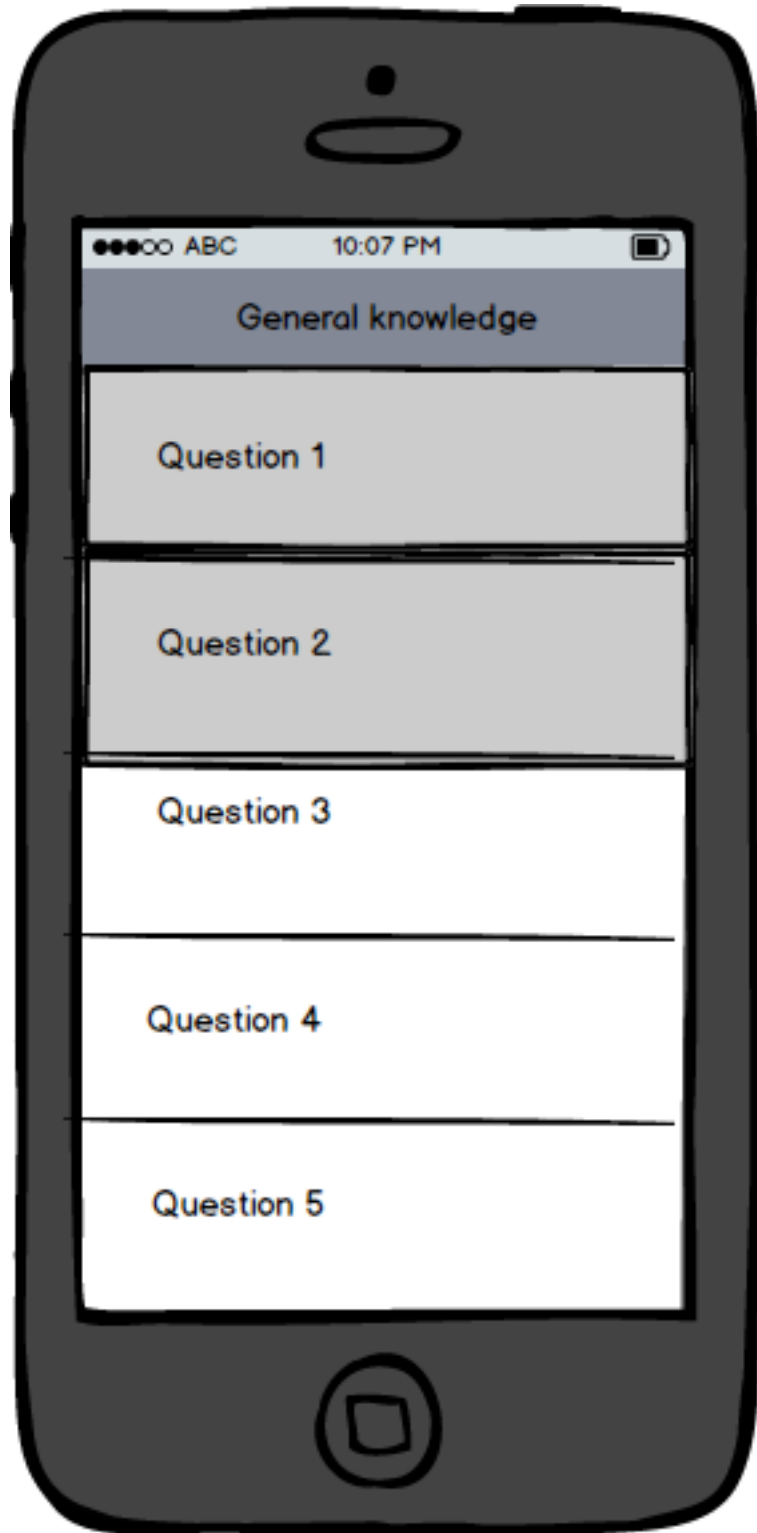 ABC 10:07 PM
General knowledge
Question 1
Question 2
Question 3
Question 4
Question 5